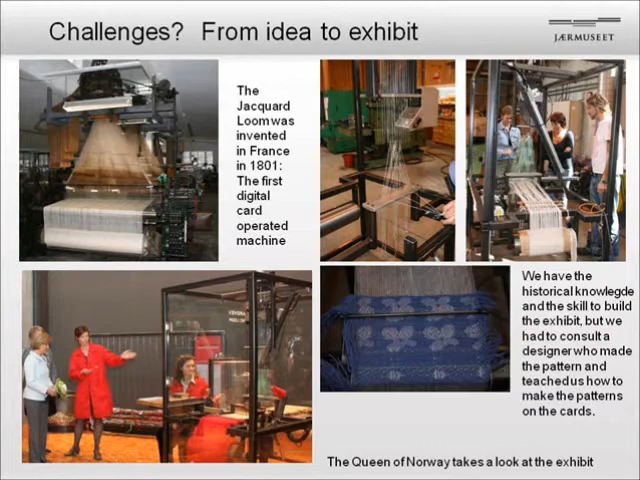 Challenges? From idea to exhibit
JÆRMUSEET
The
Jacquard
Loom was
invented
in France
in 1801:
The first
digital
card
operated
machine
We have the
historical knowlegde
and the skill to build
the exhibit, but we
had to consult a
designer who made
the pattern and
teached us how to
make the patterns
on the cards.
The Queen of Norway takes a look at the exhibit